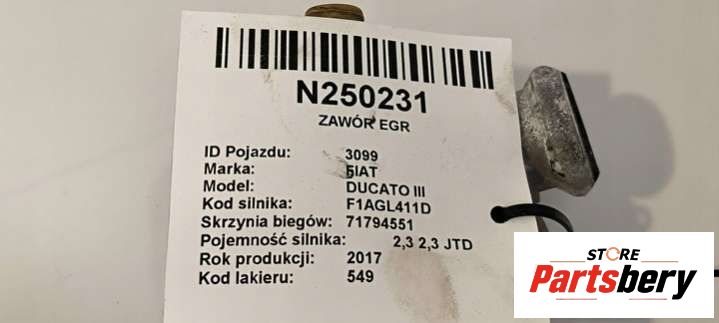 N250231
ZAWÓR EGR
ID Pojazdu: 3099
Marka: FIAT
Model: DUCATO III
Kod silnika: F1AGL411D
Skrzynia biegów: 71794551
Pojemność silnika: 2,3 2,3 JTD
Rok produkcji: 2017
Kod lakieru: 549
STORE
Partsbery